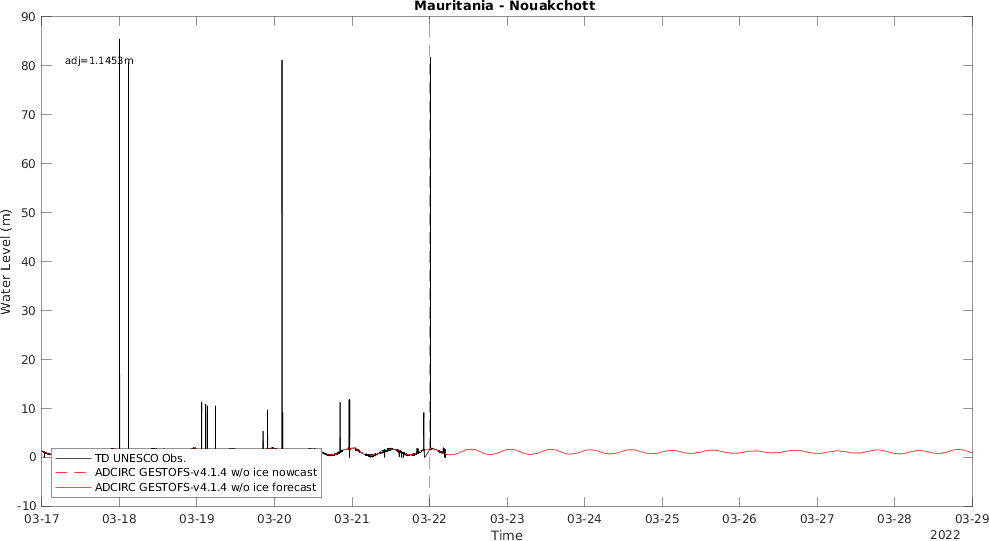 Mauritania - Nouakchott
90
80
70
60
50
40
30
20
10
0
-10
Water Level (m)
adj=1.1453m
TD UNESCO Obs.
ADCIRC GESTOFS-v4.1.4 w/o ice nowcast
ADCIRC GESTOFS-v4.1.4 w/o ice forecast
03-17 03-18 03-19 03-20 03-21 03-22 03-23 03-24 03-25 03-26 03-27 03-28 03-29
Time
2022